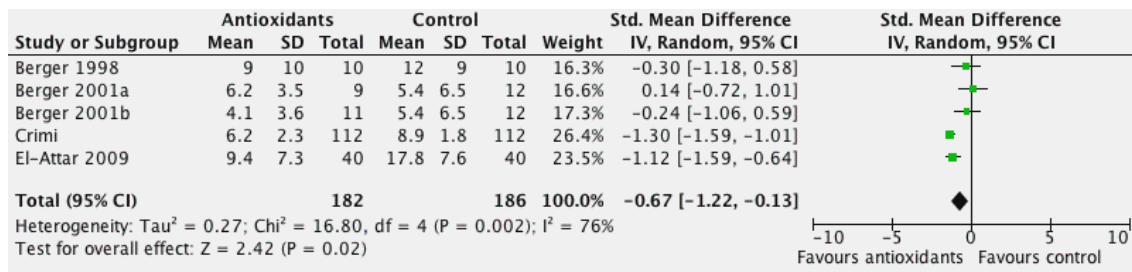 Antioxidants Control Std. Mean Difference Std. Mean Difference
Study or Subgroup Mean SD Total Mean SD Total Weight IV, Random, 95% CI IV, Random, 95% CI
Berger 1998 9 10 10 12 9 10 16.3% −0.30 [−1.18, 0.58]
Berger 2001a 6.2 3.5 9 5.4 6.5 12 16.6% 0.14 [−0.72, 1.01]
Berger 2001b 4.1 3.6 11 5.4 6.5 12 17.3% −0.24 [−1.06, 0.59]
Crimi 6.2 2.3 112 8.9 1.8 112 26.4% −1.30 [−1.59, −1.01]
El-Attar 2009 9.4 7.3 40 17.8 7.6 40 23.5% −1.12 [−1.59, −0.64]
Total (95% CI) 182 186 100.0% −0.67 [−1.22, −0.13]
Heterogeneity: Tau² = 0.27; Chi² = 16.80, df = 4 (P = 0.002); I² = 76%
Test for overall effect: Z = 2.42 (P = 0.02)
−10 −5 0 5 10
Favours antioxidants Favours control